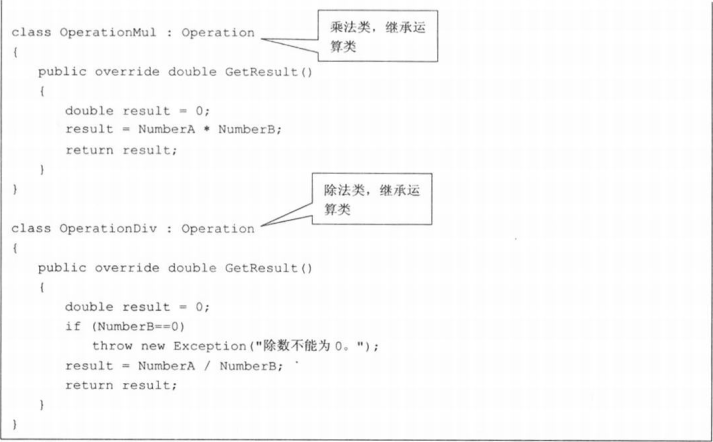 class OperationMul : Operation
乘法类，继承运
算类
{
public override double GetResult()
{
double result = 0;
result = NumberA * NumberB;
return result;
}
}
除法类，继承运
算类
class OperationDiv : Operation
{
public override double GetResult()
{
double result = 0;
if (NumberB==0)
throw new Exception("除数不能为0。");
result = NumberA / NumberB;
return result;
}
}